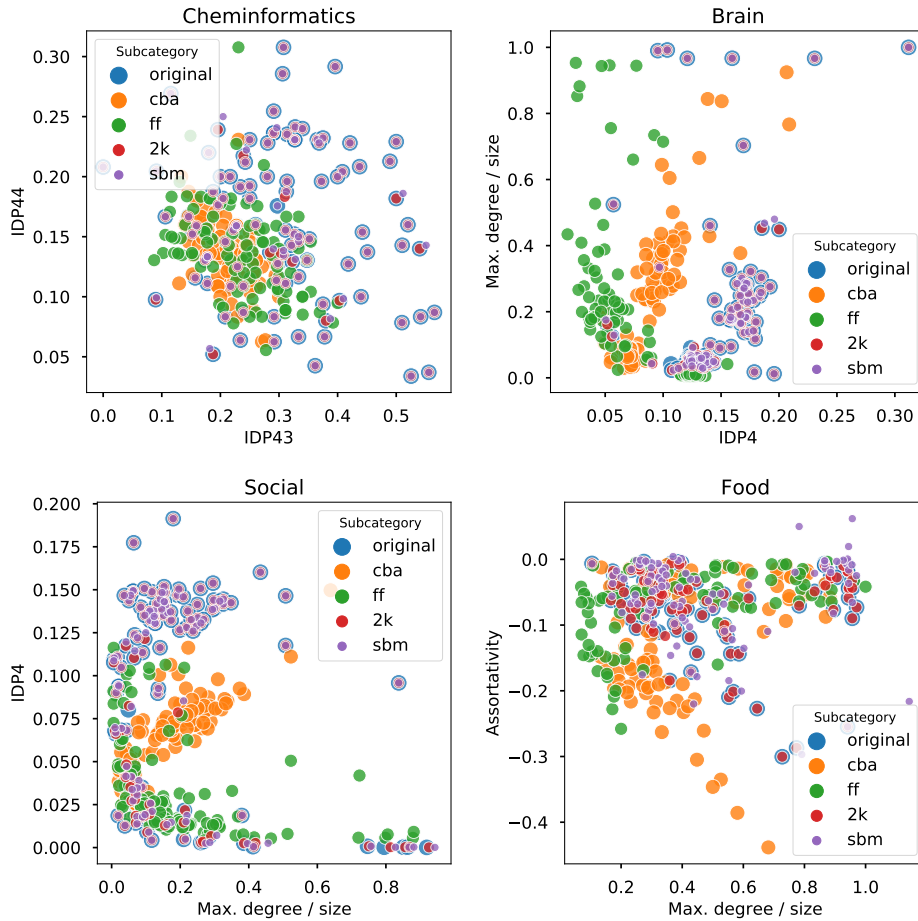 Cheminformatics
Subcategory
original
cba
ff
2k
sbm
0.30
0.25
0.20
0.15
0.10
0.05
IDP44
0.0 0.1 0.2 0.3 0.4 0.5
IDP43
Brain
1.0
0.8
0.6
0.4
0.2
0.0
Max. degree / size
Subcategory
original
cba
ff
2k
sbm
0.05 0.10 0.15 0.20 0.25 0.30
IDP4
Social
0.200
0.175
0.150
0.125
0.100
0.075
0.050
0.025
0.000
IDP4
Subcategory
original
cba
ff
2k
sbm
0.0 0.2 0.4 0.6 0.8
Max. degree / size
Food
0.0
−0.1
−0.2
−0.3
−0.4
Assortativity
Subcategory
original
cba
ff
2k
sbm
0.2 0.4 0.6 0.8 1.0
Max. degree / size